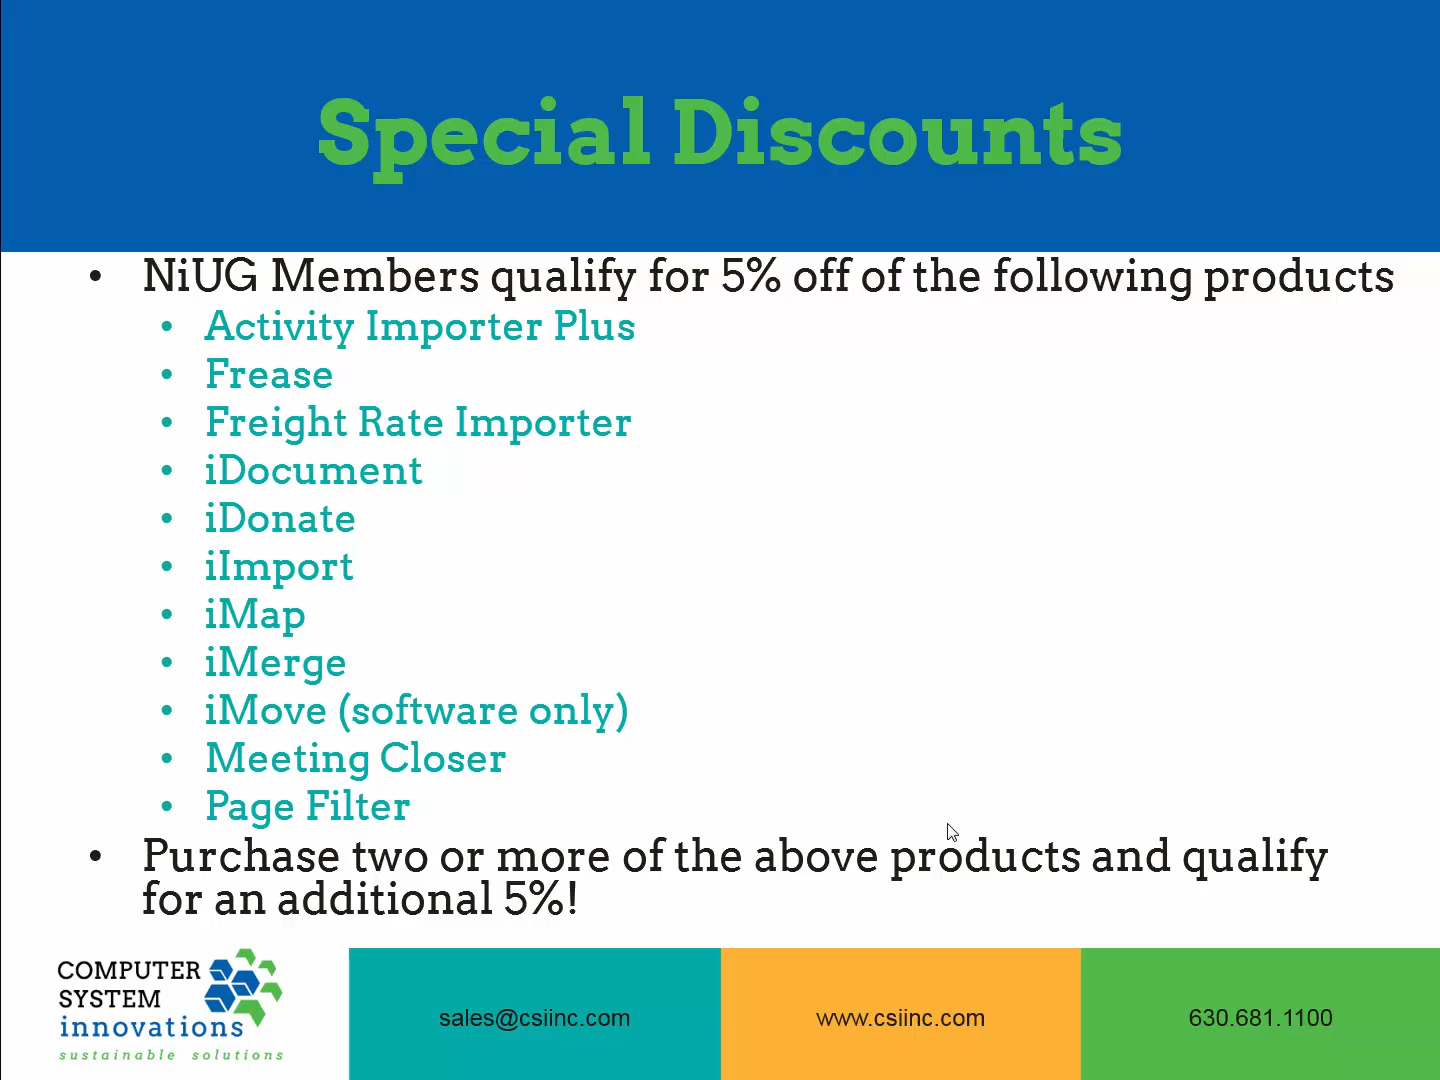 Special Discounts
• NiUG Members qualify for 5% off of the following products
• Activity Importer Plus
• Frease
• Freight Rate Importer
• iDocument
• iDonate
• iImport
• iMap
• iMerge
• iMove (software only)
• Meeting Closer
• Page Filter
• Purchase two or more of the above products and qualify
for an additional 5%!
COMPUTER
SYSTEM
innovations
sustainable solutions
sales@csiinc.com
www.csiinc.com
630.681.1100